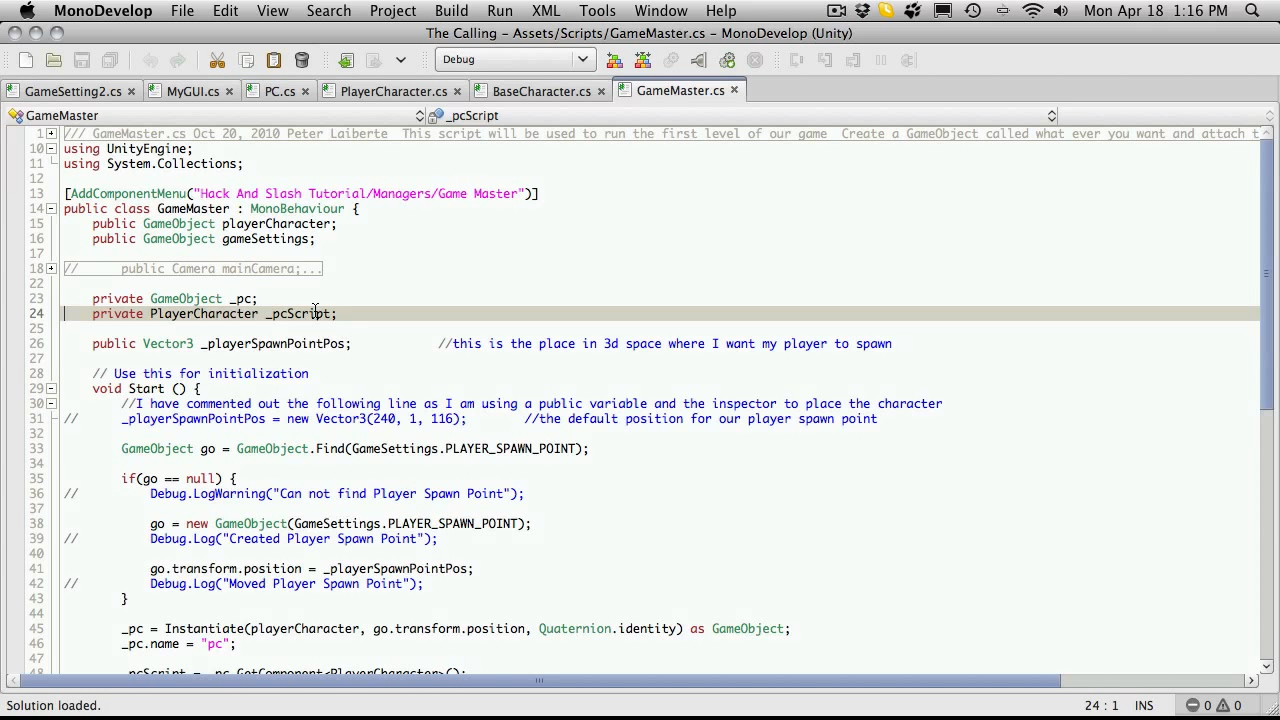 MonoDevelop File Edit View Search Project Build Run XML Tools Window Help Mon Apr 18 1:16 PM
The Calling – Assets/Scripts/GameMaster.cs – MonoDevelop (Unity)
Debug
GameSetting2.cs MyGUI.cs PC.cs PlayerCharacter.cs BaseCharacter.cs GameMaster.cs
GameMaster _pcScript
1 /// GameMaster.cs Oct 20, 2010 Peter Laliberte  This script will be used to run the first level of our game  Create a GameObject called what ever you want and attach t
10 using UnityEngine;
11 using System.Collections;
12
13 [AddComponentMenu("Hack And Slash Tutorial/Managers/Game Master")]
14 public class GameMaster : MonoBehaviour {
15 public GameObject playerCharacter;
16 public GameObject gameSettings;
17
18 // public Camera mainCamera;...
22
23 private GameObject _pc;
24 private PlayerCharacter _pcScript;
25
26 public Vector3 _playerSpawnPointPos; //this is the place in 3d space where I want my player to spawn
28 // Use this for initialization
29 void Start () {
30 //I have commented out the following line as I am using a public variable and the inspector to place the character
31 // _playerSpawnPointPos = new Vector3(240, 1, 116); //the default position for our player spawn point
32
33 GameObject go = GameObject.Find(GameSettings.PLAYER_SPAWN_POINT);
34
35 if(go == null) {
36 // Debug.LogWarning("Can not find Player Spawn Point");
37
38 go = new GameObject(GameSettings.PLAYER_SPAWN_POINT);
39 // Debug.Log("Created Player Spawn Point");
40
41 go.transform.position = _playerSpawnPointPos;
42 // Debug.Log("Moved Player Spawn Point");
43 }
44
45 _pc = Instantiate(playerCharacter, go.transform.position, Quaternion.identity) as GameObject;
46 _pc.name = "pc";
47
48 _pcScript = _pc.GetComponent<PlayerCharacter>();
Solution loaded. 24 : 1 INS 0 0